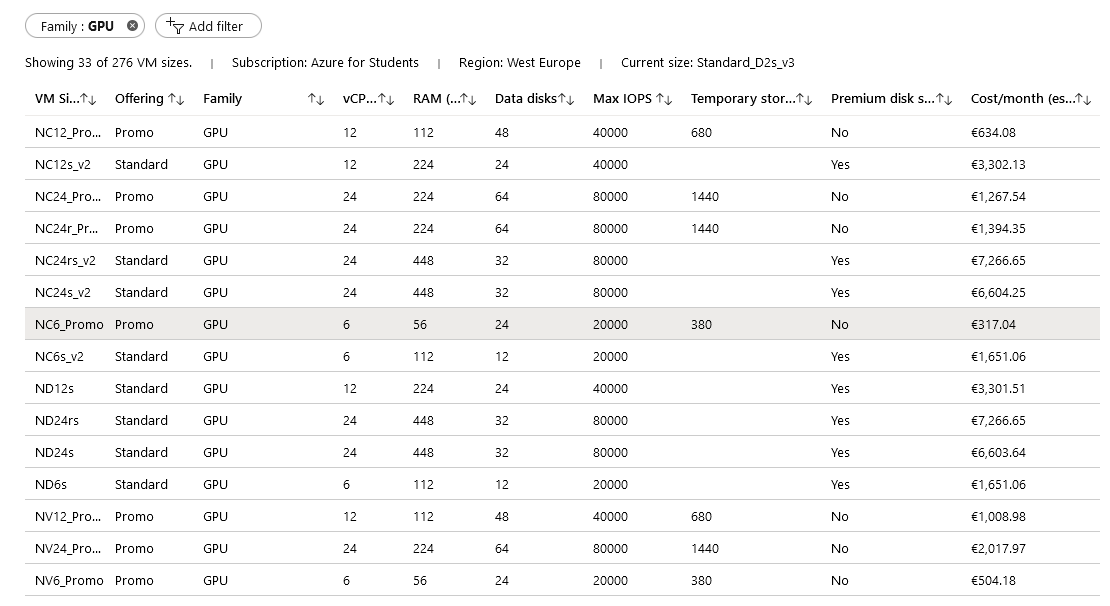 Family : GPU Add filter
Showing 33 of 276 VM sizes. | Subscription: Azure for Students | Region: West Europe | Current size: Standard_D2s_v3
VM Si...↑↓ Offering ↑↓ Family ↑↓ vCP...↑↓ RAM (...↑↓ Data disks↑↓ Max IOPS ↑↓ Temporary stor...↑↓ Premium disk s...↑↓ Cost/month (es...↑↓
NC12_Pro... Promo GPU 12 112 48 40000 680 No €634.08
NC12s_v2 Standard GPU 12 224 24 40000 Yes €3,302.13
NC24_Pro... Promo GPU 24 224 64 80000 1440 No €1,267.54
NC24r_Pr... Promo GPU 24 224 64 80000 1440 No €1,394.35
NC24rs_v2 Standard GPU 24 448 32 80000 Yes €7,266.65
NC24s_v2 Standard GPU 24 448 32 80000 Yes €6,604.25
NC6_Promo Promo GPU 6 56 24 20000 380 No €317.04
NC6s_v2 Standard GPU 6 112 12 20000 Yes €1,651.06
ND12s Standard GPU 12 224 24 40000 Yes €3,301.51
ND24rs Standard GPU 24 448 32 80000 Yes €7,266.65
ND24s Standard GPU 24 448 32 80000 Yes €6,603.64
ND6s Standard GPU 6 112 12 20000 Yes €1,651.06
NV12_Pro... Promo GPU 12 112 48 40000 680 No €1,008.98
NV24_Pro... Promo GPU 24 224 64 80000 1440 No €2,017.97
NV6_Promo Promo GPU 6 56 24 20000 380 No €504.18